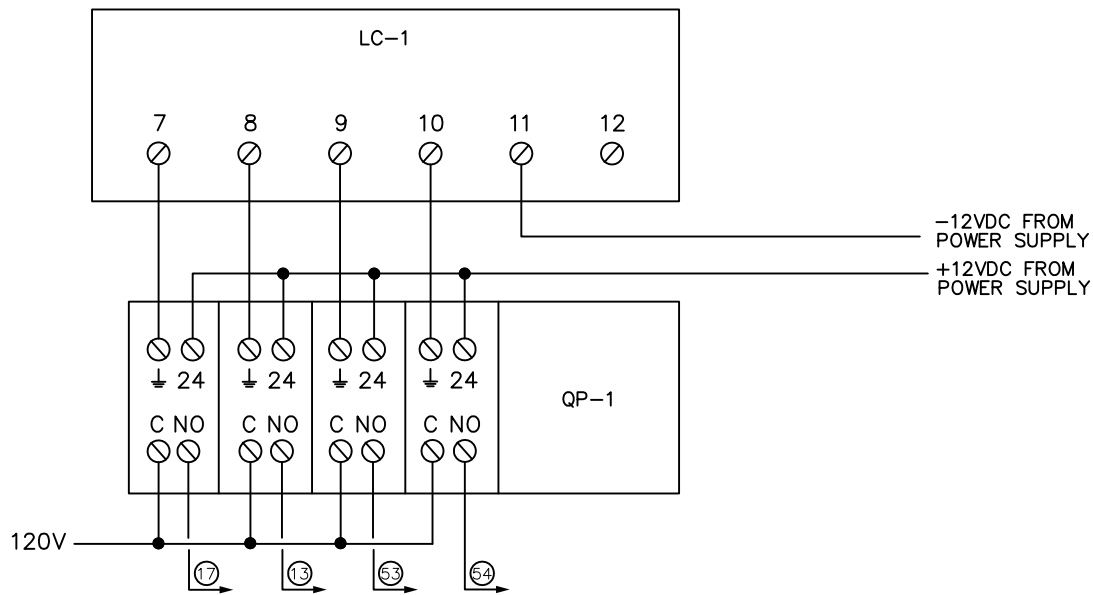 LC-1
7 8 9 10 11 12
-12VDC FROM
POWER SUPPLY
+12VDC FROM
POWER SUPPLY
24 24 24 24
QP-1
C NO C NO C NO C NO
120V
17 13 53 54